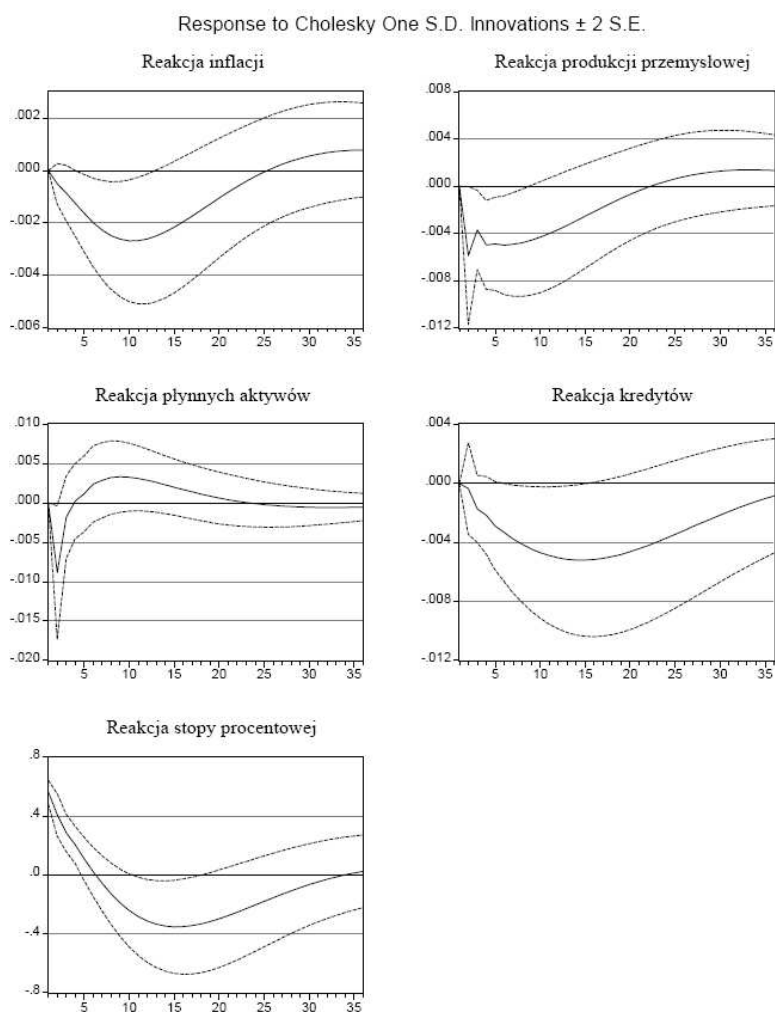 Response to Cholesky One S.D. Innovations ± 2 S.E.
Reakcja inflacji
.002
.000
-.002
-.004
-.006
5 10 15 20 25 30 35
Reakcja produkcji przemysłowej
.008
.004
.000
-.004
-.008
-.012
5 10 15 20 25 30 35
Reakcja płynnych aktywów
.010
.005
.000
-.005
-.010
-.015
-.020
5 10 15 20 25 30 35
Reakcja kredytów
.004
.000
-.004
-.008
-.012
5 10 15 20 25 30 35
Reakcja stopy procentowej
.8
.4
.0
-.4
-.8
5 10 15 20 25 30 35